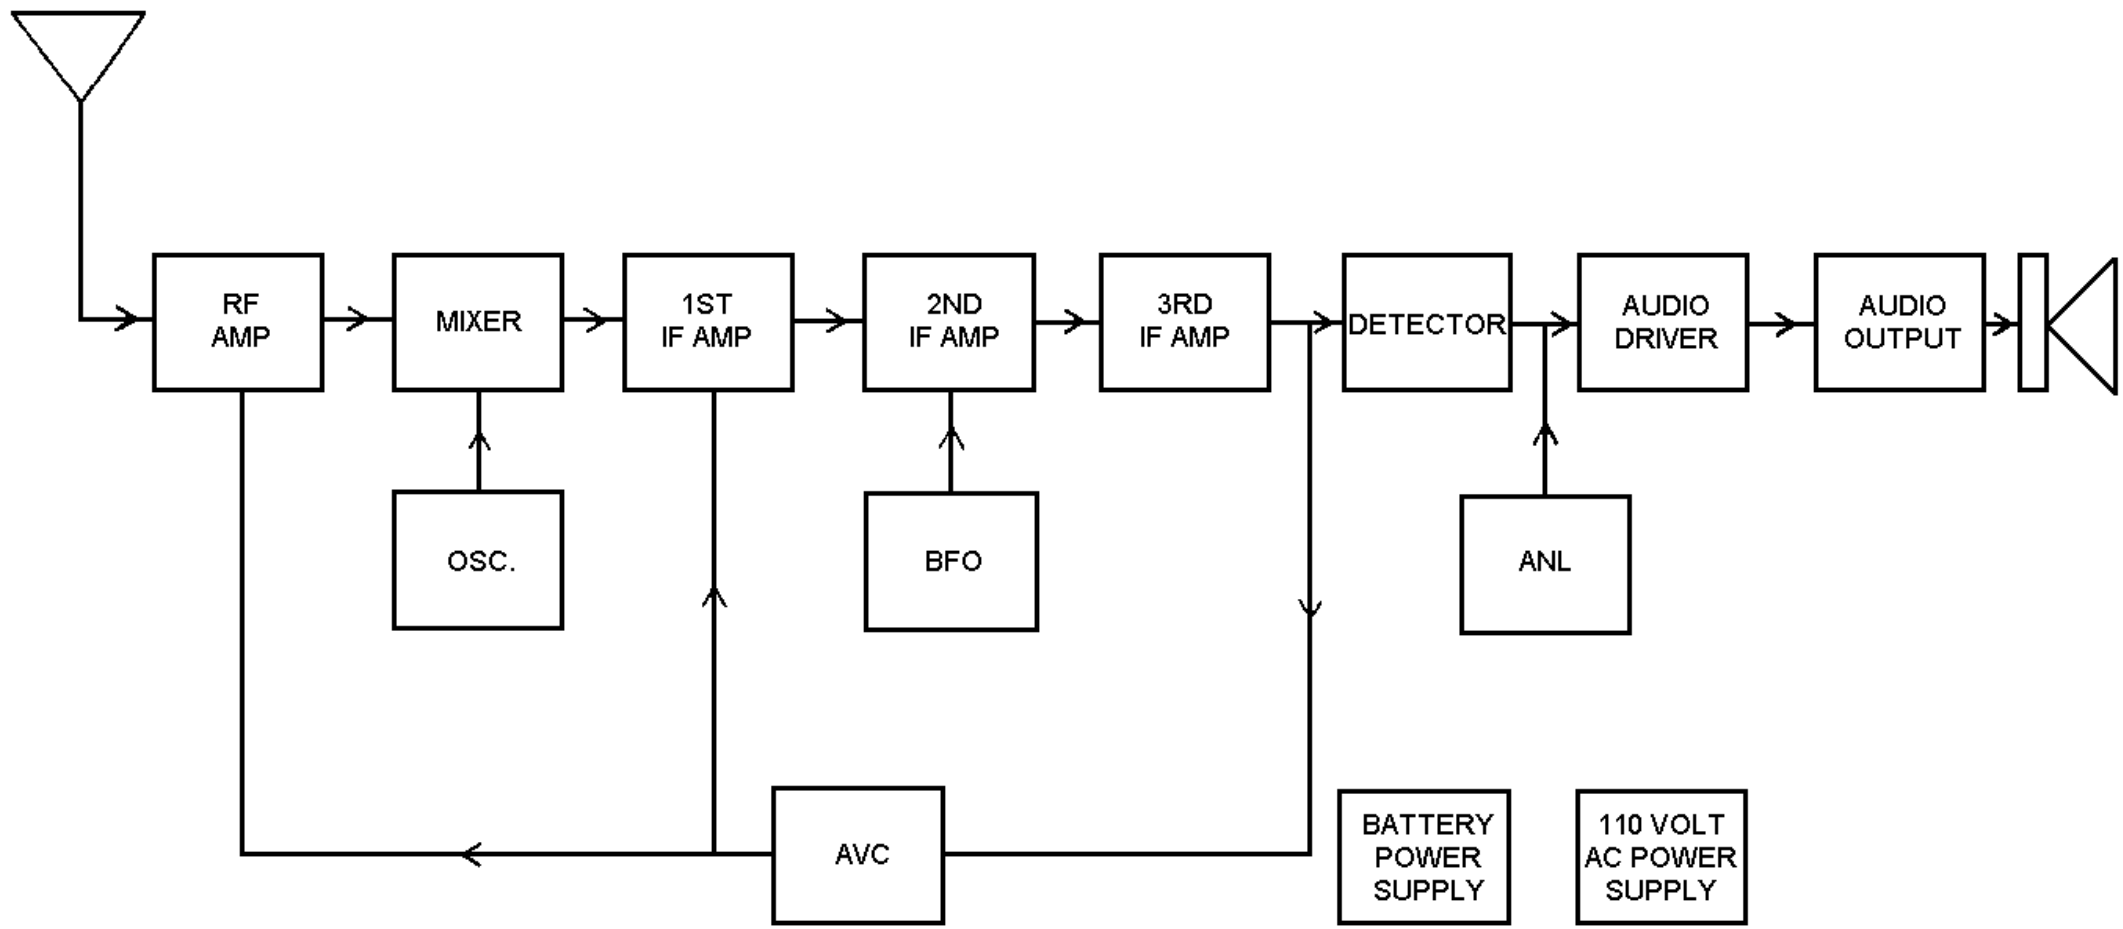 RF
AMP
MIXER
1ST
IF AMP
2ND
IF AMP
3RD
IF AMP
DETECTOR
AUDIO
DRIVER
AUDIO
OUTPUT
OSC.
BFO
ANL
AVC
BATTERY
POWER
SUPPLY
110 VOLT
AC POWER
SUPPLY